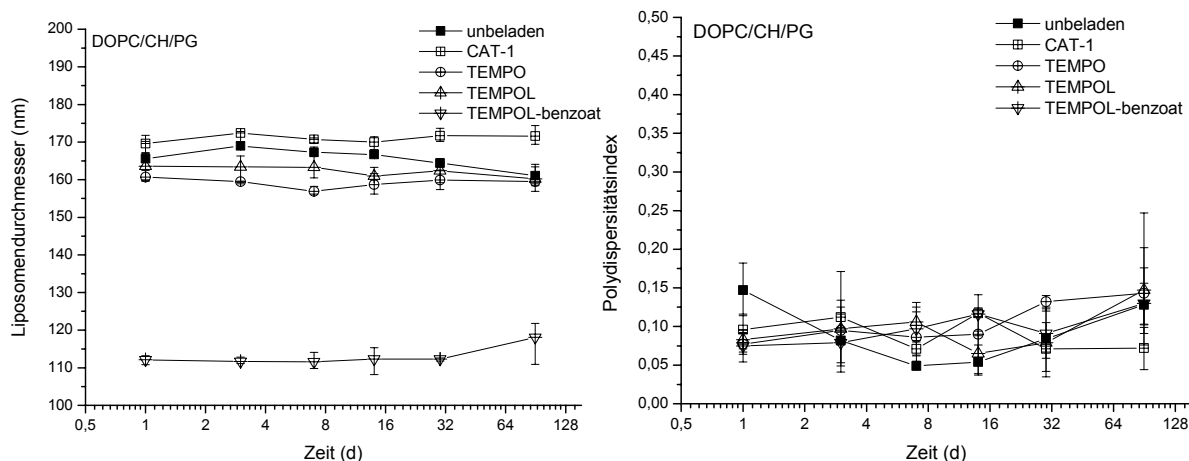 DOPC/CH/PG
unbeladen
CAT-1
TEMPO
TEMPOL
TEMPOL-benzoat
Liposomendurchmesser (nm)
200
190
180
170
160
150
140
130
120
110
100
0,5
1
2
4
8
16
32
64
128
Zeit (d)
DOPC/CH/PG
unbeladen
CAT-1
TEMPO
TEMPOL
TEMPOL-benzoat
Polydispersitätsindex
0,50
0,45
0,40
0,35
0,30
0,25
0,20
0,15
0,10
0,05
0,00
0,5
1
2
4
8
16
32
64
128
Zeit (d)